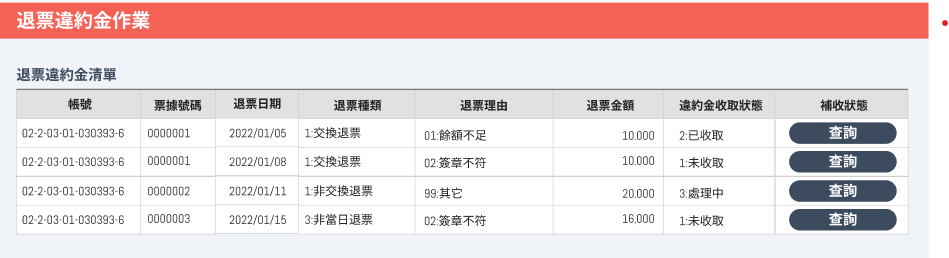 退票違約金作業
退票違約金清單
帳號 票據號碼 退票日期 退票種類 退票理由 退票金額 違約金收取狀態 補收狀態
02-2-03-01-030393-6 0000001 2022/01/05 1:交換退票 01:餘額不足 10.000 2:已收取 查詢
02-2-03-01-030393-6 0000001 2022/01/08 1:交換退票 02:簽章不符 10.000 1:未收取 查詢
02-2-03-01-030393-6 0000002 2022/01/11 1:非交換退票 99:其它 20.000 3:處理中 查詢
02-2-03-01-030393-6 0000003 2022/01/15 3:非當日退票 02:簽章不符 16,000 1:未收取 查詢